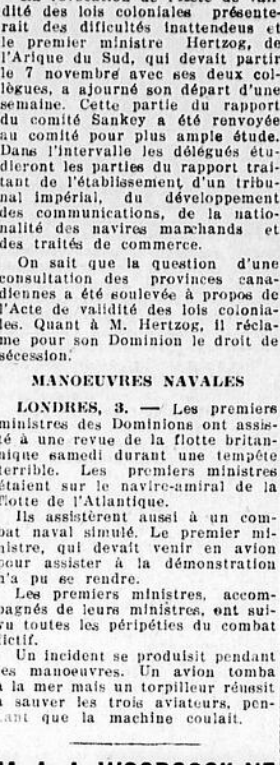 dité des lois coloniales présente-
rait des dificultés inattendeus et
le premier ministre Hertzog, de
l'Arique du Sud, qui devait partir
le 7 novembre avec ses deux col-
lègues, a ajourné son départ d'une
semaine. Cette partie du rapport
du comité Sankey a été renvoyée
au comité pour plus ample étude.
Dans l'intervalle les délégués étu-
dieront les parties du rapport trai-
tant de l'établissement d'un tribu-
nal impérial, du développement
des communications, de la natio-
nalité des navires marchands et
des traités de commerce.
On sait que la question d'une
consultation des provinces cana-
diennes a été soulevée à propos de
l'Acte de validité des lois colonia-
les. Quant à M. Hertzog, il récla-
me pour son Dominion le droit de
sécession.
MANOEUVRES NAVALES
LONDRES, 3. — Les premiers
ministres des Dominions ont assis-
té à une revue de la flotte britan-
nique samedi durant une tempête
terrible. Les premiers ministres
étaient sur le navire-amiral de la
flotte de l'Atlantique.
Ils assistèrent aussi à un com-
bat naval simulé. Le premier mi-
nistre, qui devait venir en avion
pour assister à la démonstration
n'a pu se rendre.
Les premiers ministres, accom-
pagnés de leurs ministres, ont sui-
vu toutes les péripéties du combat
fictif.
Un incident se produisit pendant
les manoeuvres. Un avion tomba
à la mer mais un torpilleur réussit
à sauver les trois aviateurs, pen-
dant que la machine coulait.